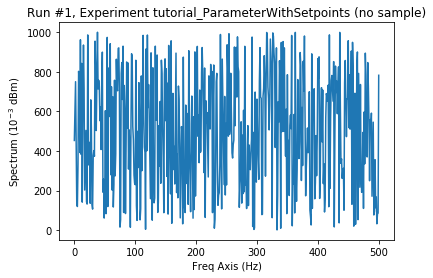 Run #1, Experiment tutorial_ParameterWithSetpoints (no sample)
Spectrum (10⁻³ dBm)
1000
800
600
400
200
0
0 100 200 300 400 500
Freq Axis (Hz)